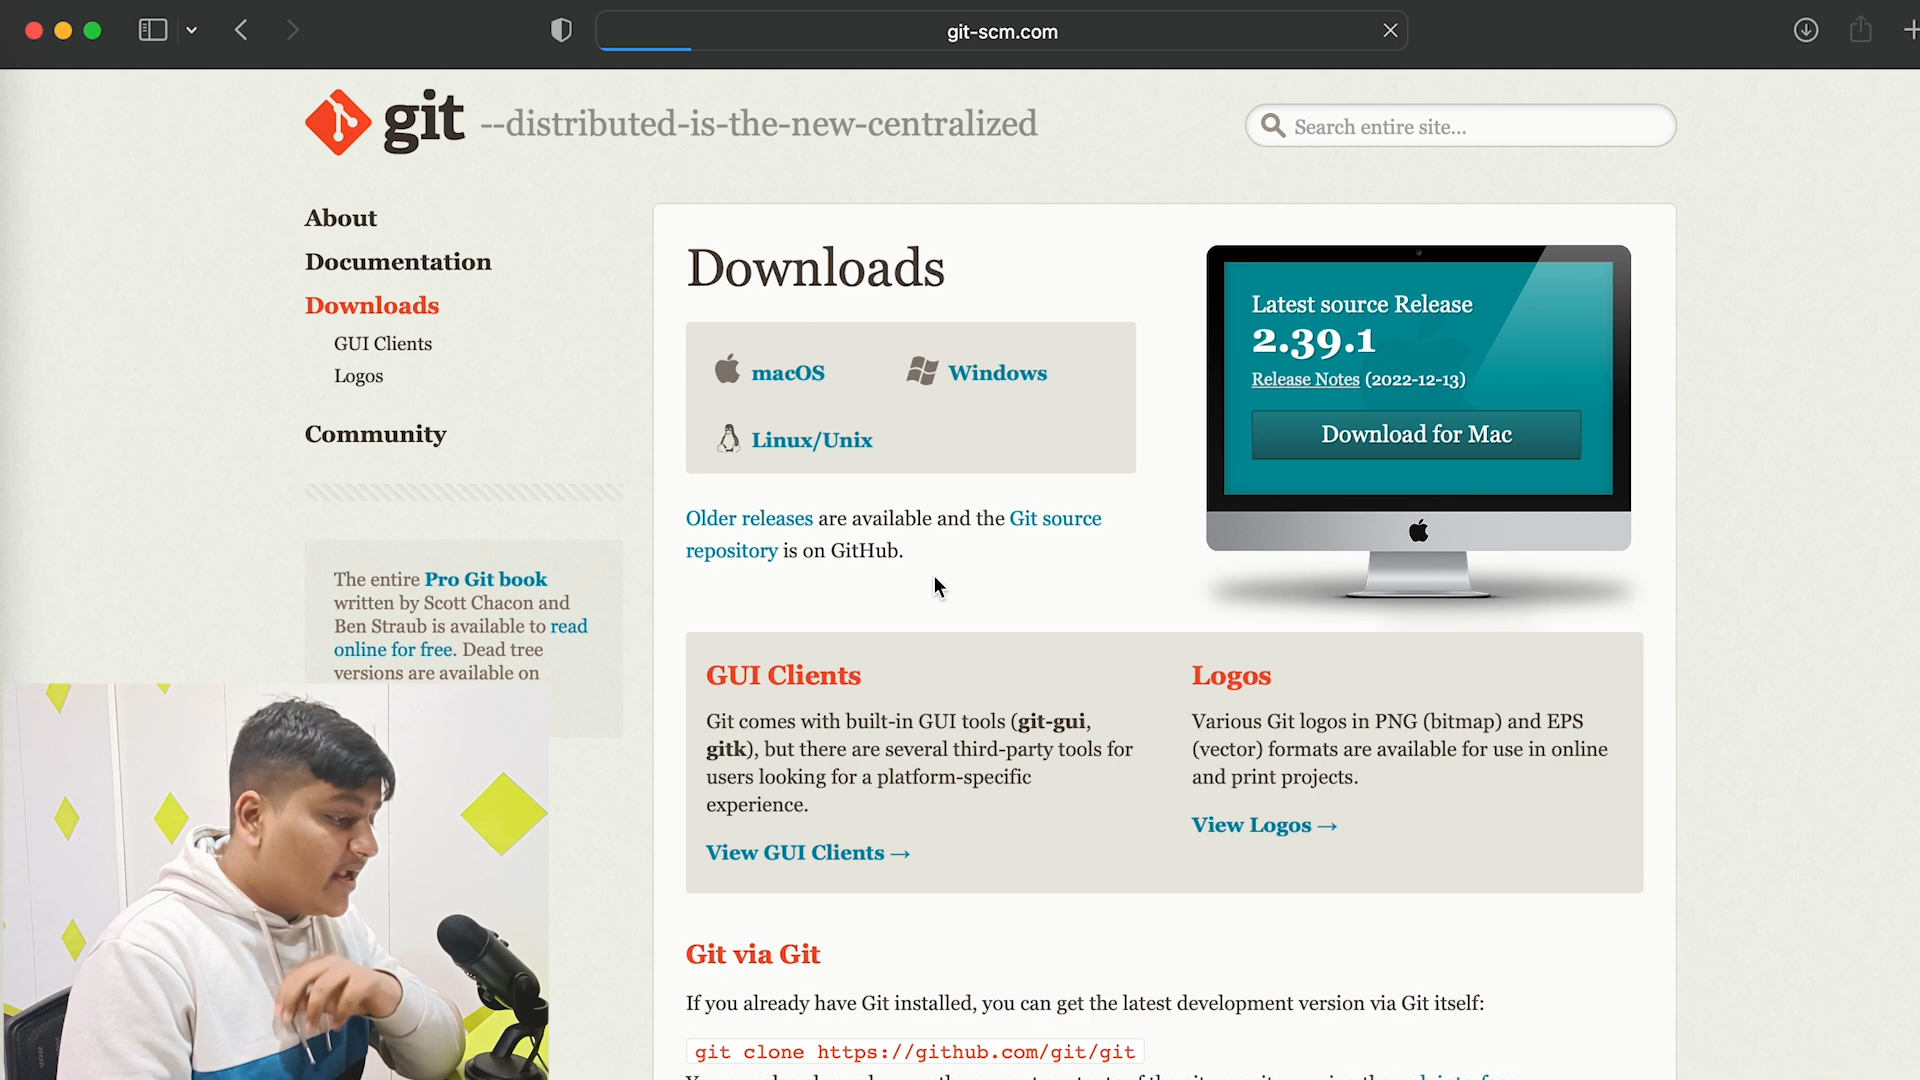 git-scm.com
git --distributed-is-the-new-centralized
Search entire site...
About
Documentation
Downloads
GUI Clients
Logos
Community
The entire Pro Git book
written by Scott Chacon and
Ben Straub is available to read
online for free. Dead tree
versions are available on
Downloads
macOS
Windows
Linux/Unix
Older releases are available and the Git source
repository is on GitHub.
Latest source Release
2.39.1
Release Notes (2022-12-13)
Download for Mac
GUI Clients
Git comes with built-in GUI tools (git-gui,
gitk), but there are several third-party tools for
users looking for a platform-specific
experience.
View GUI Clients →
Logos
Various Git logos in PNG (bitmap) and EPS
(vector) formats are available for use in online
and print projects.
View Logos →
Git via Git
If you already have Git installed, you can get the latest development version via Git itself:
git clone https://github.com/git/git